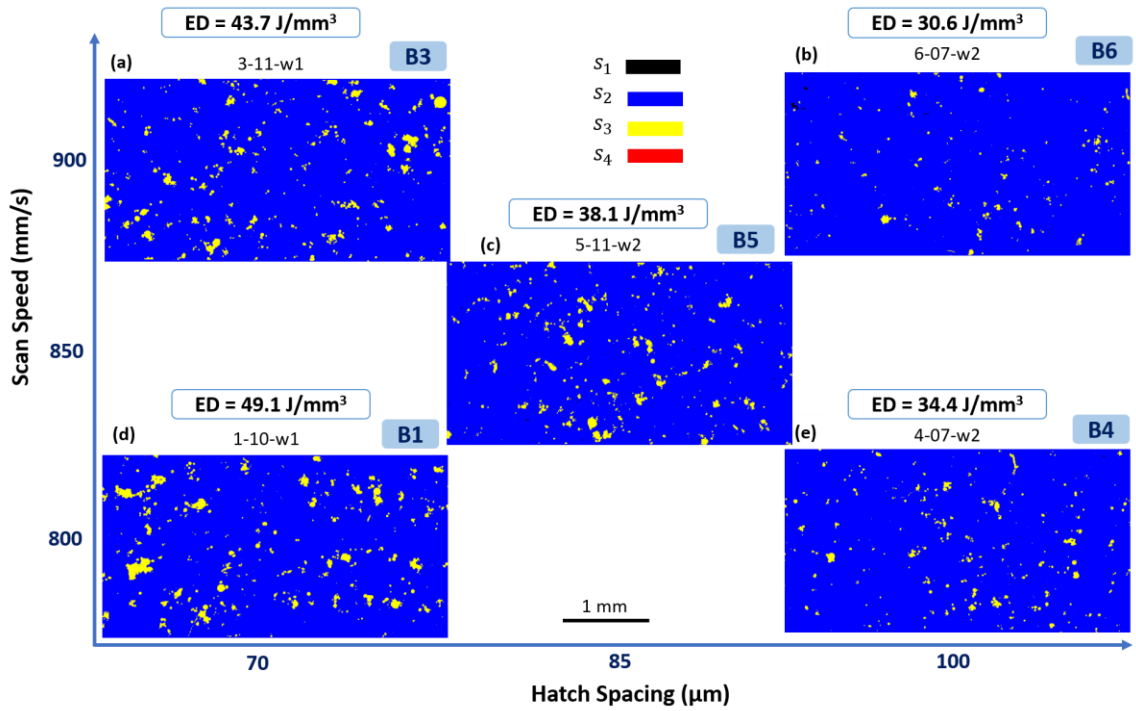 ED = 43.7 J/mm³
(a)
3-11-w1
B3
S₁
S₂
S₃
S₄
ED = 30.6 J/mm³
(b)
6-07-w2
B6
ED = 38.1 J/mm³
(c)
5-11-w2
B5
ED = 49.1 J/mm³
(d)
1-10-w1
B1
ED = 34.4 J/mm³
(e)
4-07-w2
B4
1 mm
Scan Speed (mm/s)
900
850
800
70
85
100
Hatch Spacing (µm)